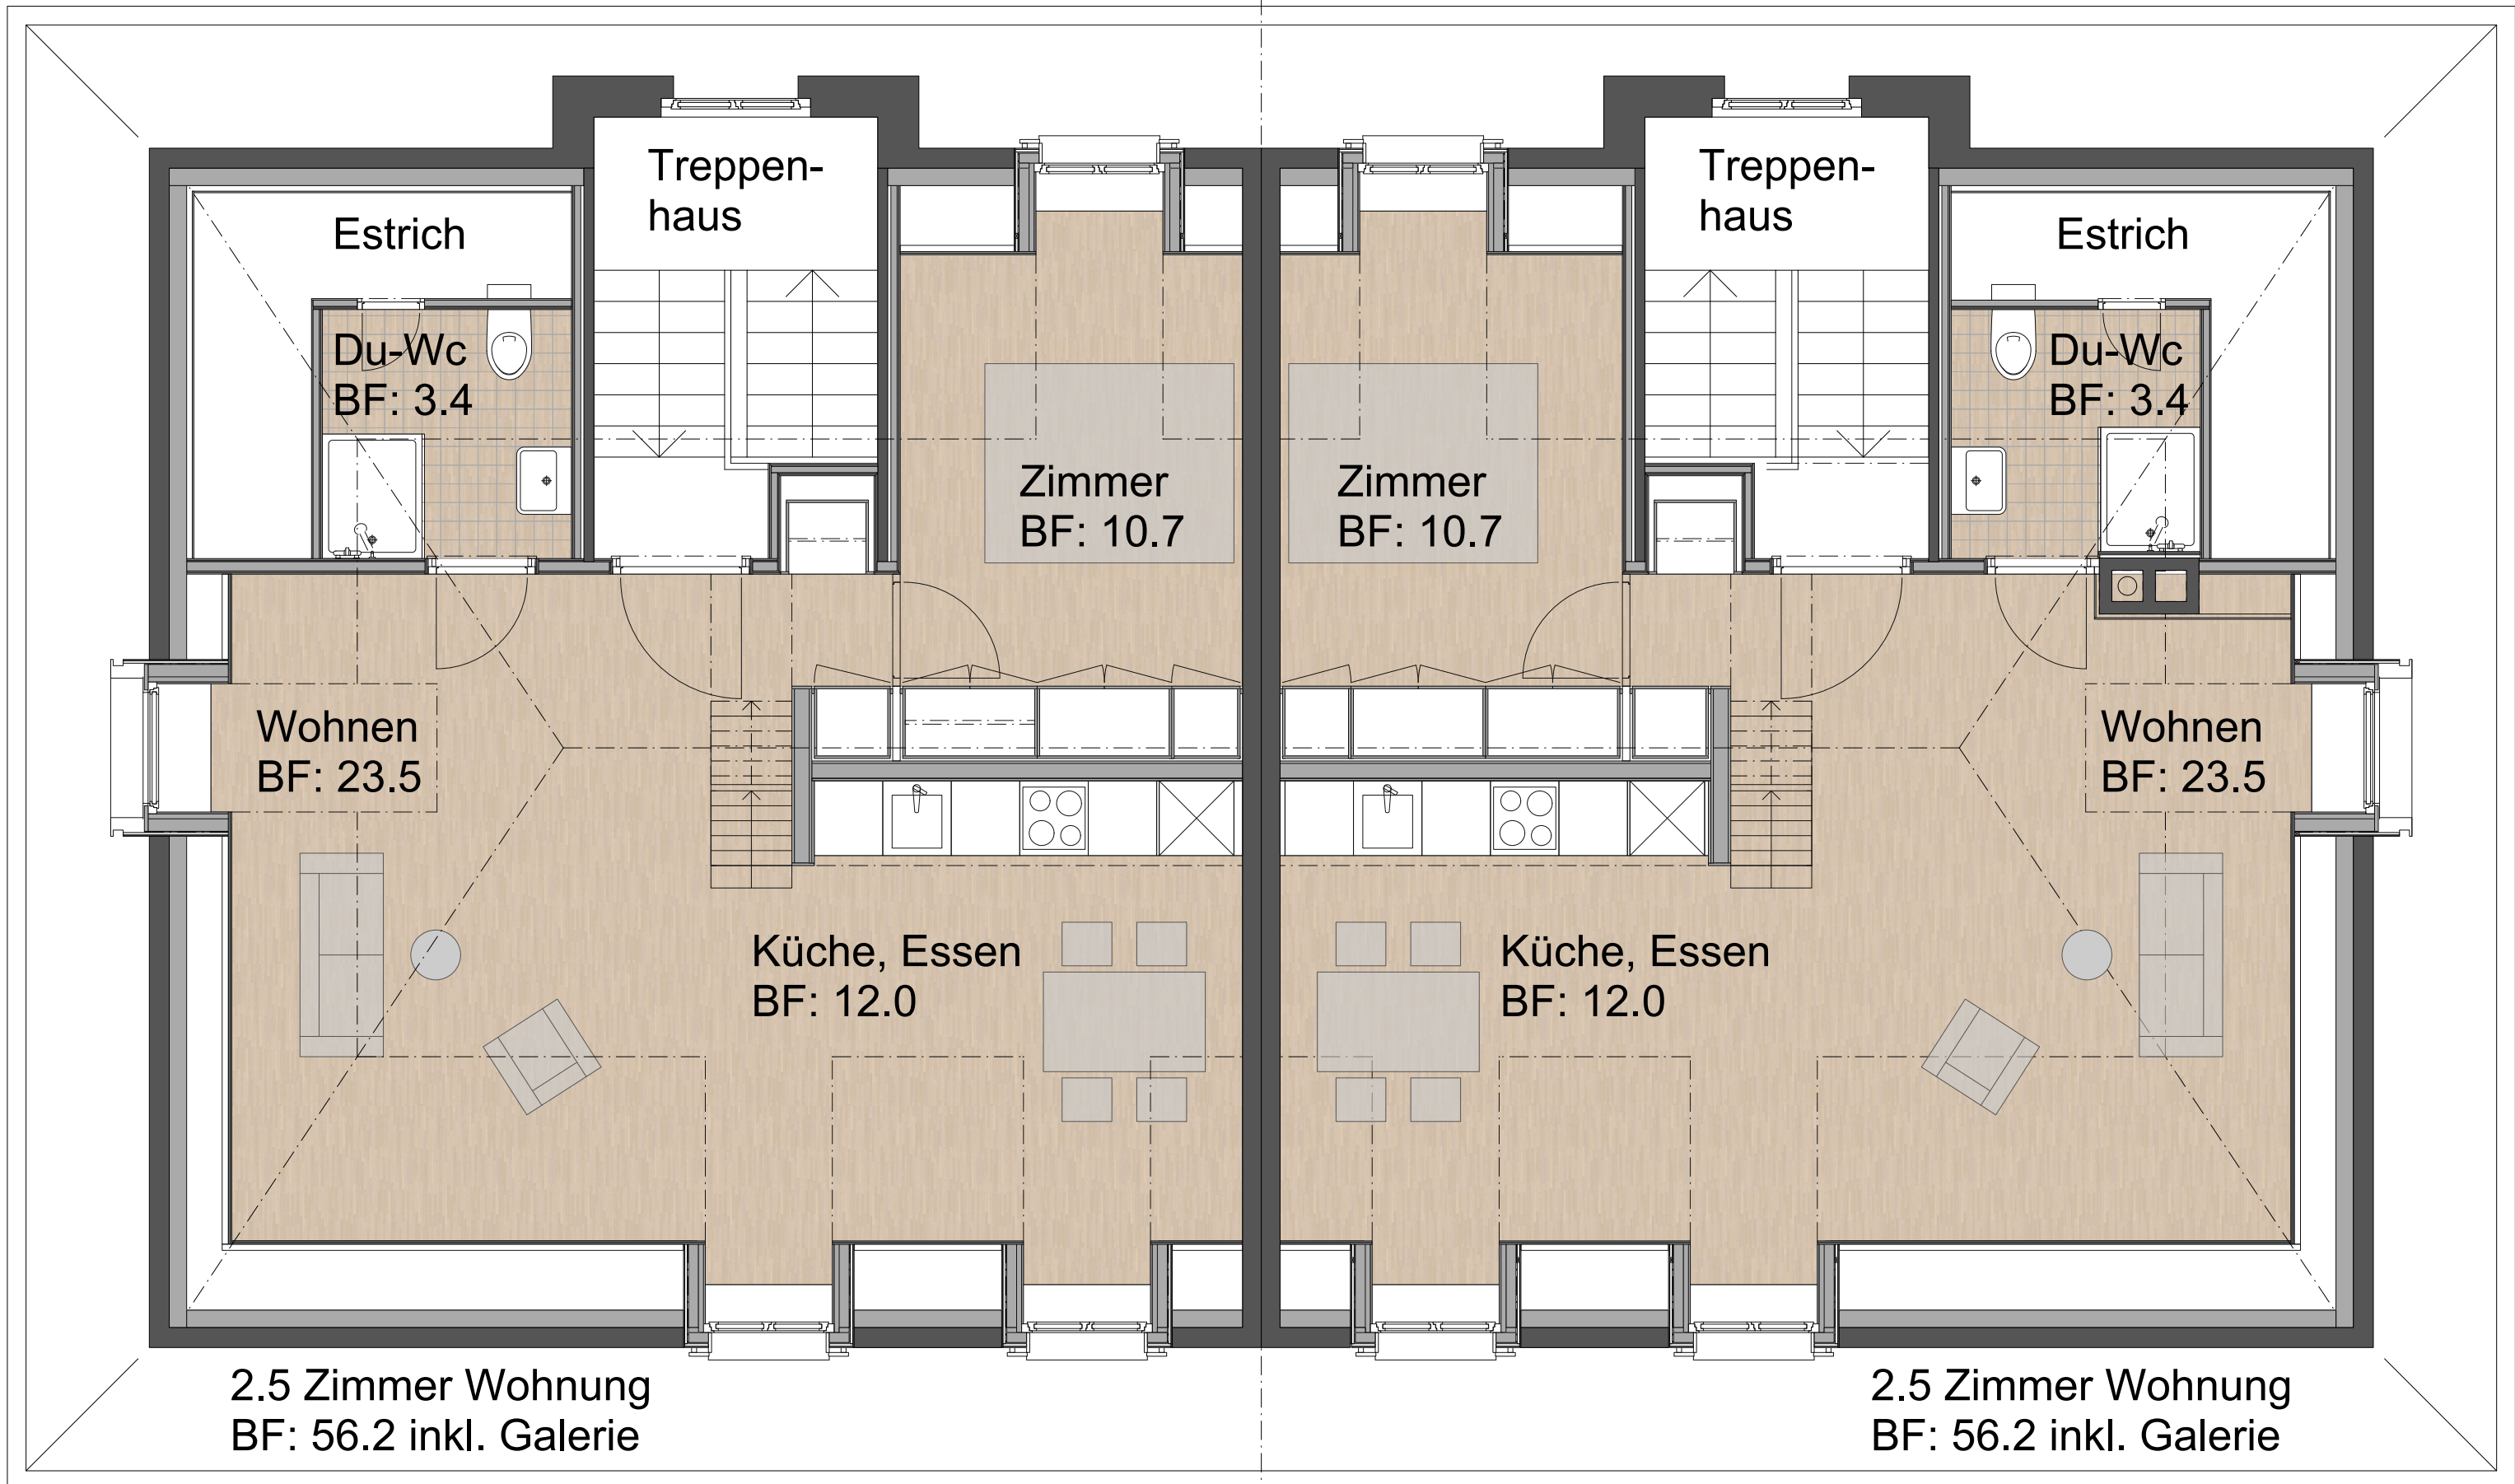 Treppen-
haus
Treppen-
haus
Estrich
Estrich
Du-Wc
BF: 3.4
Du-Wc
BF: 3.4
Zimmer
BF: 10.7
Zimmer
BF: 10.7
Wohnen
BF: 23.5
Wohnen
BF: 23.5
Küche, Essen
BF: 12.0
Küche, Essen
BF: 12.0
2.5 Zimmer Wohnung
BF: 56.2 inkl. Galerie
2.5 Zimmer Wohnung
BF: 56.2 inkl. Galerie